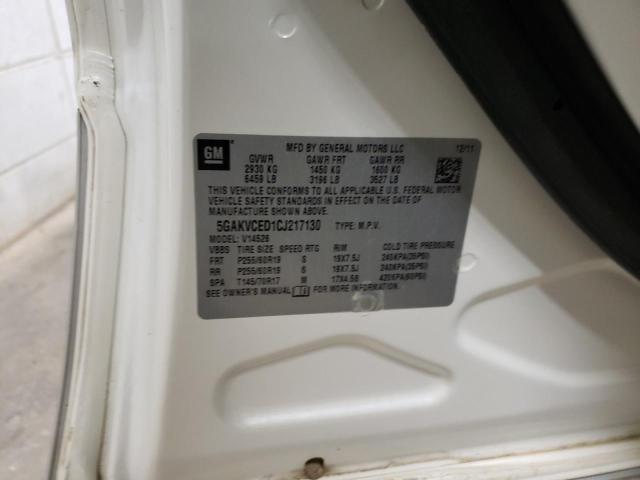 GM
MFD BY GENERAL MOTORS LLC 12/11
GVWR GAWR FRT GAWR RR
2930 KG 1450 KG 1600 KG
6459 LB 3196 LB 3527 LB
THIS VEHICLE CONFORMS TO ALL APPLICABLE U.S. FEDERAL MOTOR
VEHICLE SAFETY STANDARDS IN EFFECT ON THE DATE OF
MANUFACTURE SHOWN ABOVE.
5GAKVCED1CJ217130 TYPE: M.P.V.
MODEL: V14526
VBBS TIRE SIZE SPEED RTG RIM COLD TIRE PRESSURE
FRT P255/60R19 S 19X7.5J 240KPA(35PSI)
RR P255/60R19 S 19X7.5J 240KPA(35PSI)
SPA T145/70R17 M 17X4.5B 420KPA(60PSI)
SEE OWNER'S MANUAL FOR MORE INFORMATION.